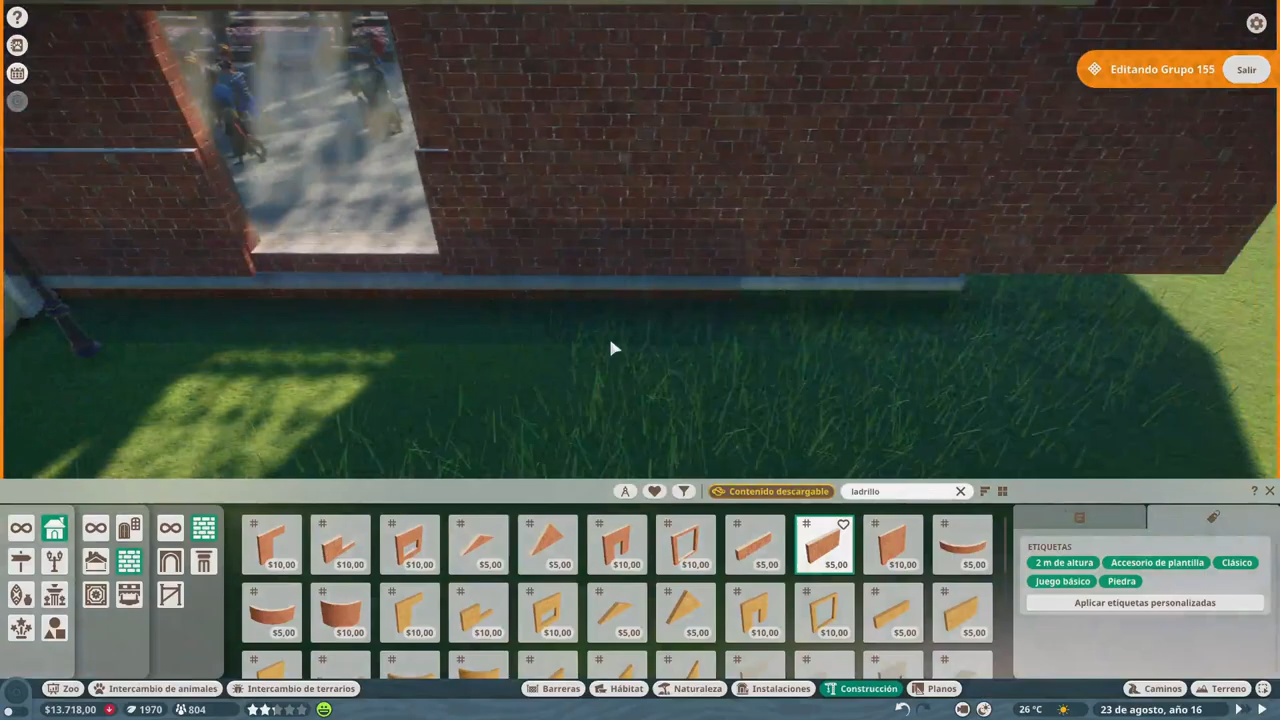 ?
Editando Grupo 155
Salir
Contenido descargable
ladrillo
?
$10,00 $10,00 $10,00 $5,00 $5,00 $10,00 $10,00 $5,00 $5,00 $10,00 $5,00
$5,00 $10,00 $10,00 $10,00 $10,00 $5,00 $5,00 $10,00 $10,00 $5,00 $5,00
ETIQUETAS
2 m de altura
Accesorio de plantilla
Clásico
Juego básico
Piedra
Aplicar etiquetas personalizadas
Zoo
Intercambio de animales
Intercambio de terrarios
Barreras
Hábitat
Naturaleza
Instalaciones
Construcción
Planos
Caminos
Terreno
$13.718,00
1970
804
26 °C
23 de agosto, año 16